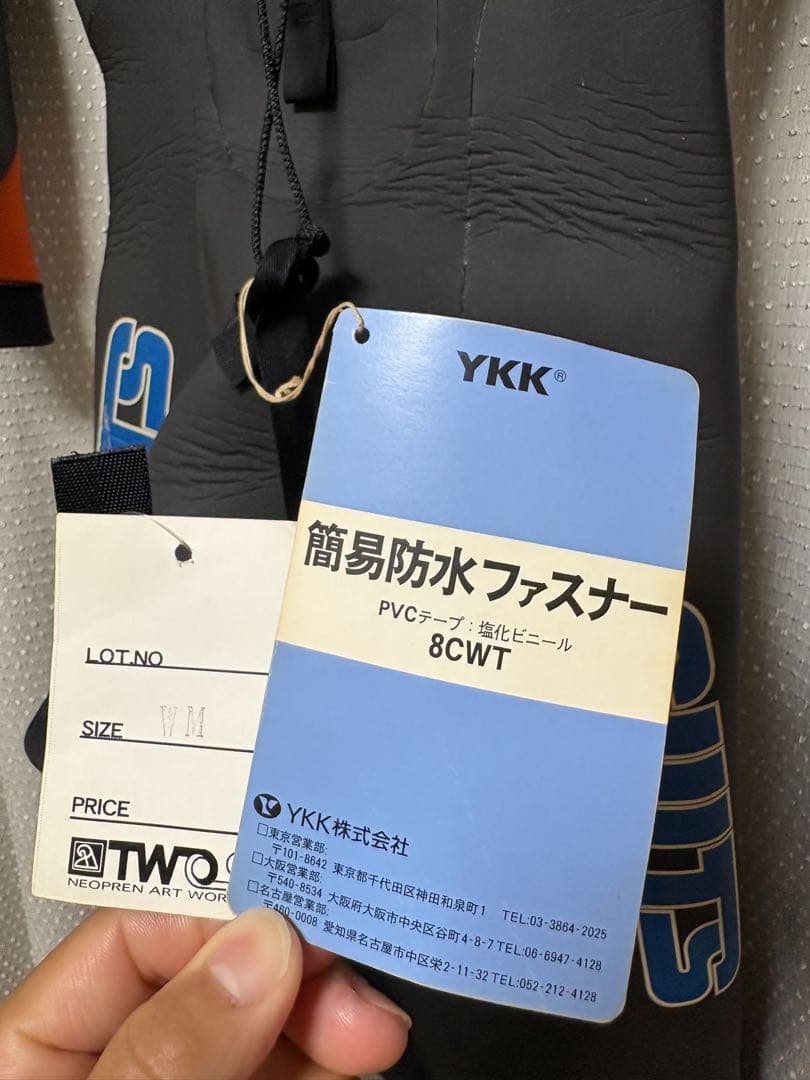 YKK®
簡易防水ファスナー
PVCテープ：塩化ビニール
8CWT
YKK株式会社
□東京営業部:
〒101-8642 東京都千代田区神田和泉町1 TEL:03-3864-2025
□大阪営業部:
〒540-8534 大阪府大阪市中央区谷町4-8-7 TEL:06-6947-4128
□名古屋営業部:
〒460-0008 愛知県名古屋市中区栄2-11-32 TEL:052-212-4128
LOT.NO
SIZE WM
PRICE
TWO
NEOPREN ART WOR
SUITS